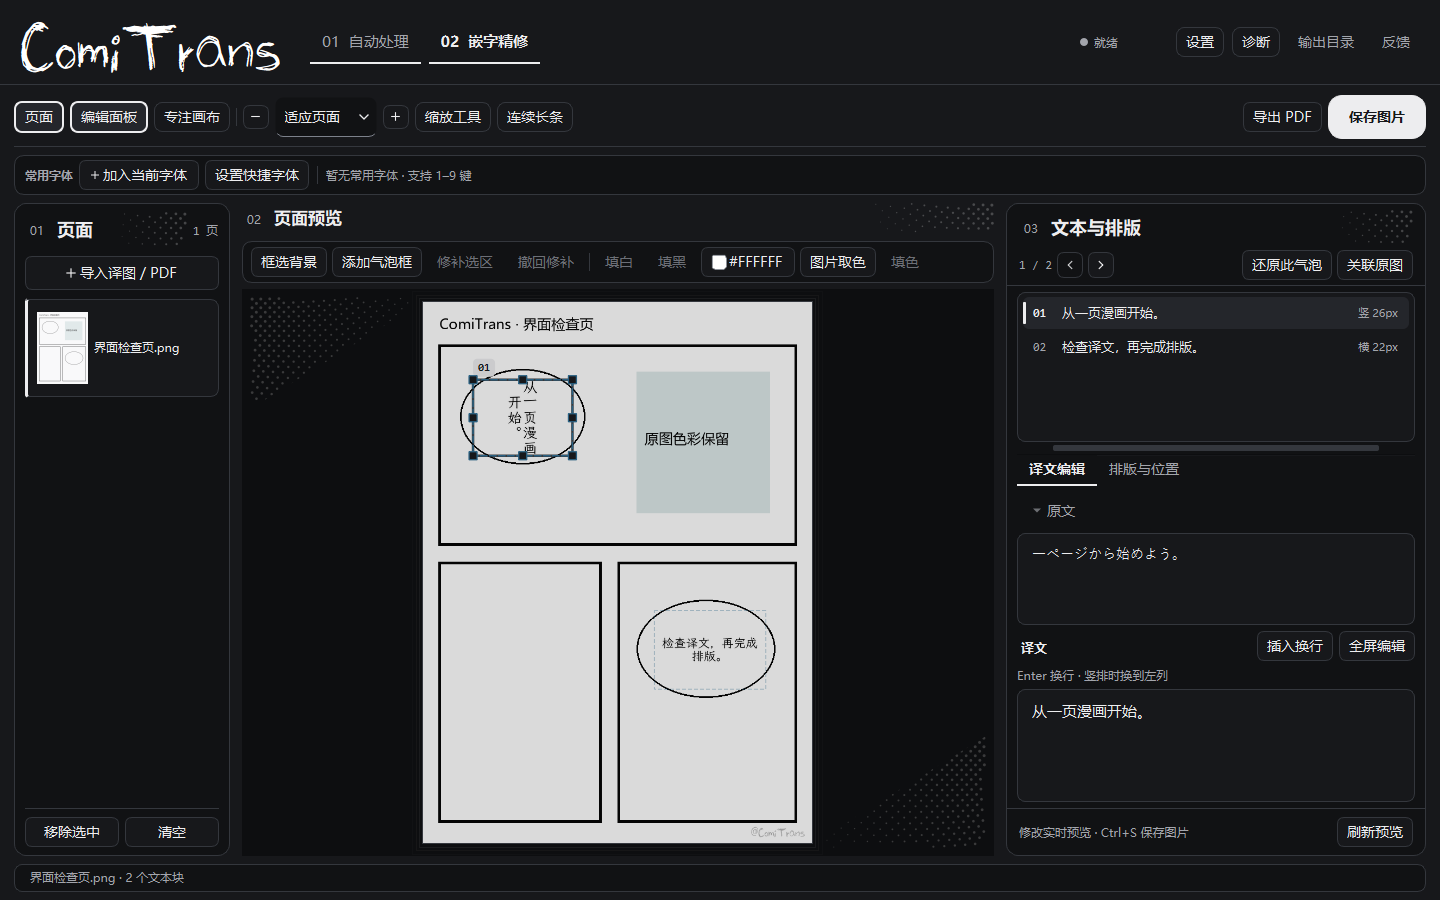 ComiTrans
01 自动处理
02 嵌字精修
就绪
设置
诊断
输出目录
反馈
页面
编辑面板
专注画布
−
适应页面
+
缩放工具
连续长条
导出 PDF
保存图片
常用字体
+ 加入当前字体
设置快捷字体
暂无常用字体 · 支持 1–9 键
01 页面
1 页
+ 导入译图 / PDF
界面检查页.png
移除选中
清空
02 页面预览
框选背景
添加气泡框
修补选区
撤回修补
填白
填黑
#FFFFFF
图片取色
填色
ComiTrans · 界面检查页
01
从一页漫画
开始。
原图色彩保留
检查译文，再完成
排版。
@ComiTrans
03 文本与排版
1 / 2
还原此气泡
关联原图
01 从一页漫画开始。 竖 26px
02 检查译文，再完成排版。 横 22px
译文编辑
排版与位置
原文
一ページから始めよう。
译文
插入换行
全屏编辑
Enter 换行 · 竖排时换到左列
从一页漫画开始。
修改实时预览 · Ctrl+S 保存图片
刷新预览
界面检查页.png · 2 个文本块